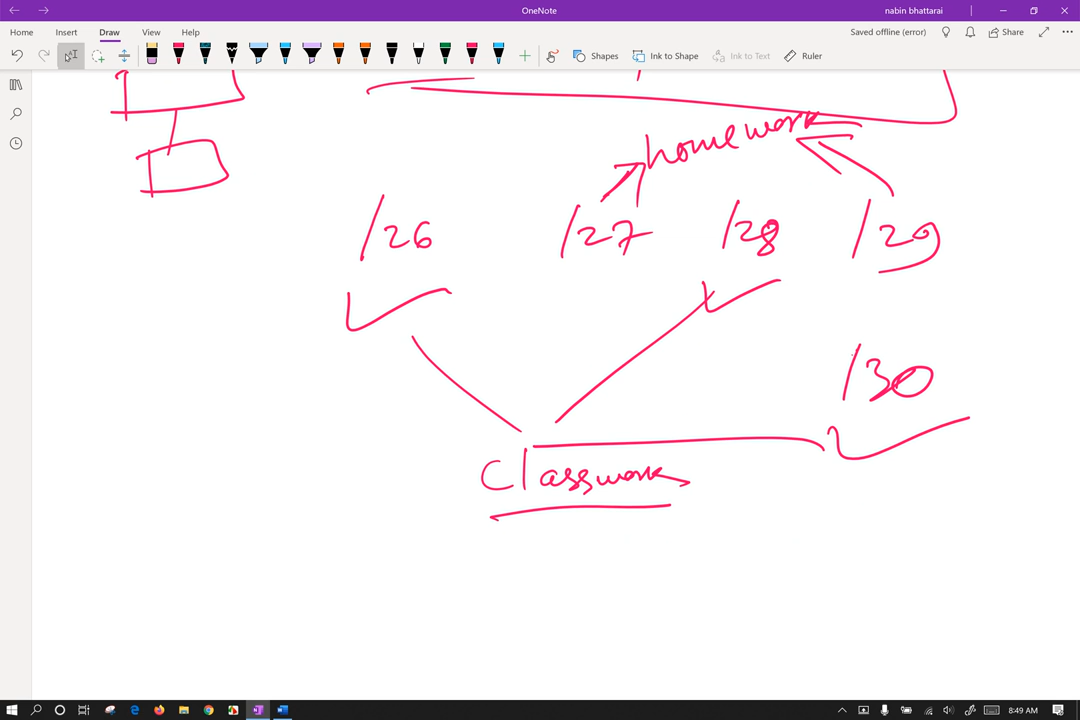 OneNote
nabin bhattarai
Home Insert Draw View Help
Saved offline (error)
Share
Shapes
Ink to Shape
Ink to Text
Ruler
homework
/26 /27 /28 /29
/30
Classwork
8:49 AM